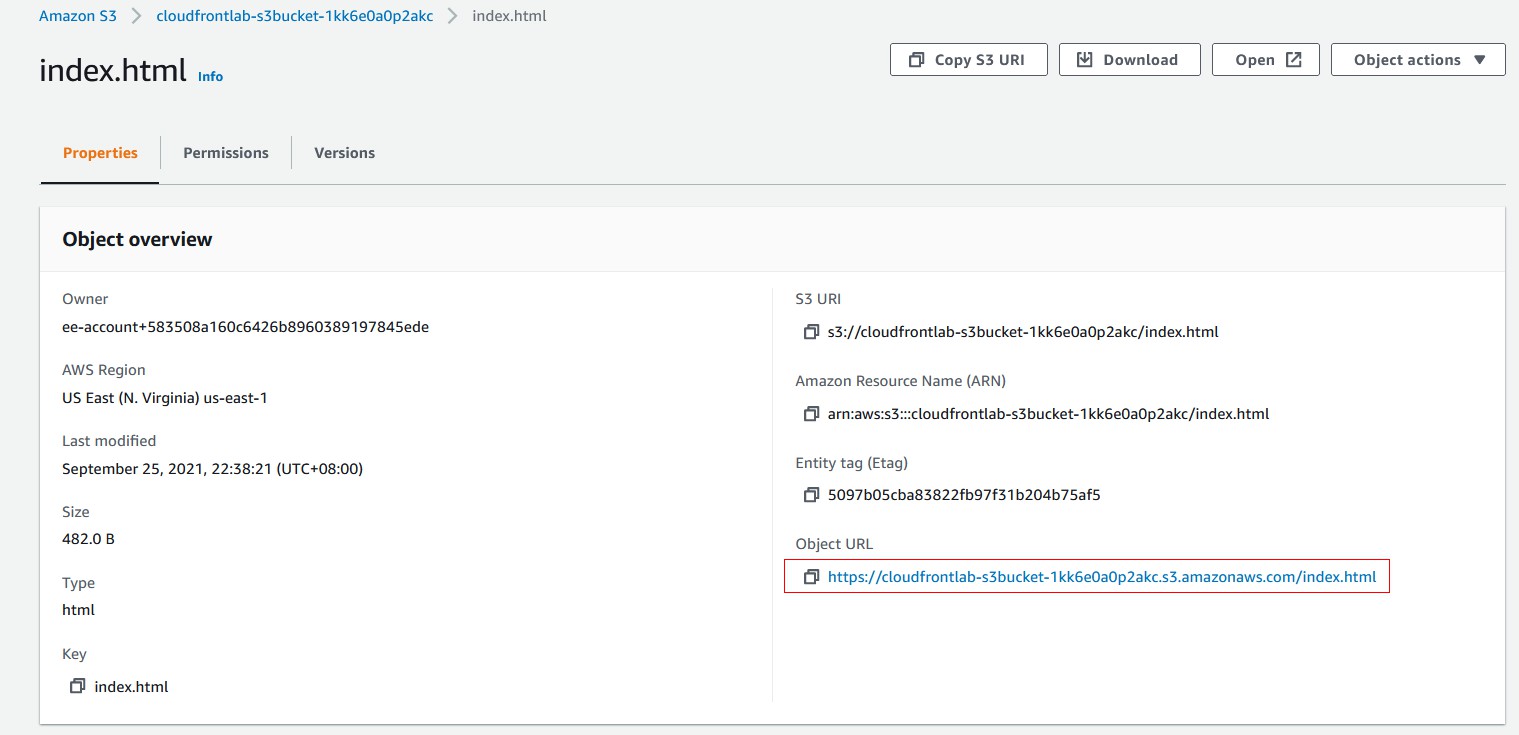 Amazon S3 > cloudfrontlab-s3bucket-1kk6e0a0p2akc > index.html
index.html Info
Copy S3 URI
Download
Open
Object actions
Properties
Permissions
Versions
Object overview
Owner
ee-account+583508a160c6426b8960389197845ede
AWS Region
US East (N. Virginia) us-east-1
Last modified
September 25, 2021, 22:38:21 (UTC+08:00)
Size
482.0 B
Type
html
Key
index.html
S3 URI
s3://cloudfrontlab-s3bucket-1kk6e0a0p2akc/index.html
Amazon Resource Name (ARN)
arn:aws:s3:::cloudfrontlab-s3bucket-1kk6e0a0p2akc/index.html
Entity tag (Etag)
5097b05cba83822fb97f31b204b75af5
Object URL
https://cloudfrontlab-s3bucket-1kk6e0a0p2akc.s3.amazonaws.com/index.html